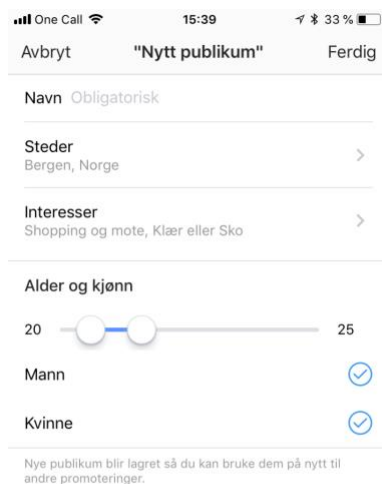 One Call 15:39 33 %
Avbryt "Nytt publikum" Ferdig
Navn Obligatorisk
Steder
Bergen, Norge
Interesser
Shopping og mote, Klær eller Sko
Alder og kjønn
20 25
Mann
Kvinne
Nye publikum blir lagret så du kan bruke dem på nytt til
andre promoteringer.